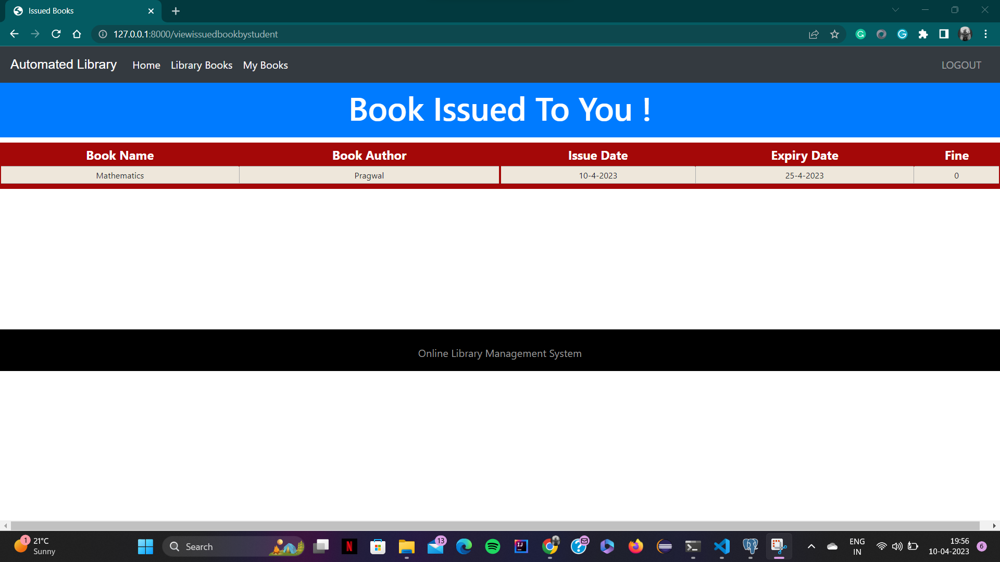 Issued Books
127.0.0.1:8000/viewissuedbookbystudent
Automated Library Home Library Books My Books LOGOUT
Book Issued To You !
Book Name Book Author Issue Date Expiry Date Fine
Mathematics Pragwal 10-4-2023 25-4-2023 0
Online Library Management System
1 21°C
Sunny
Search
13
ENG
IN
19:56
10-04-2023
6